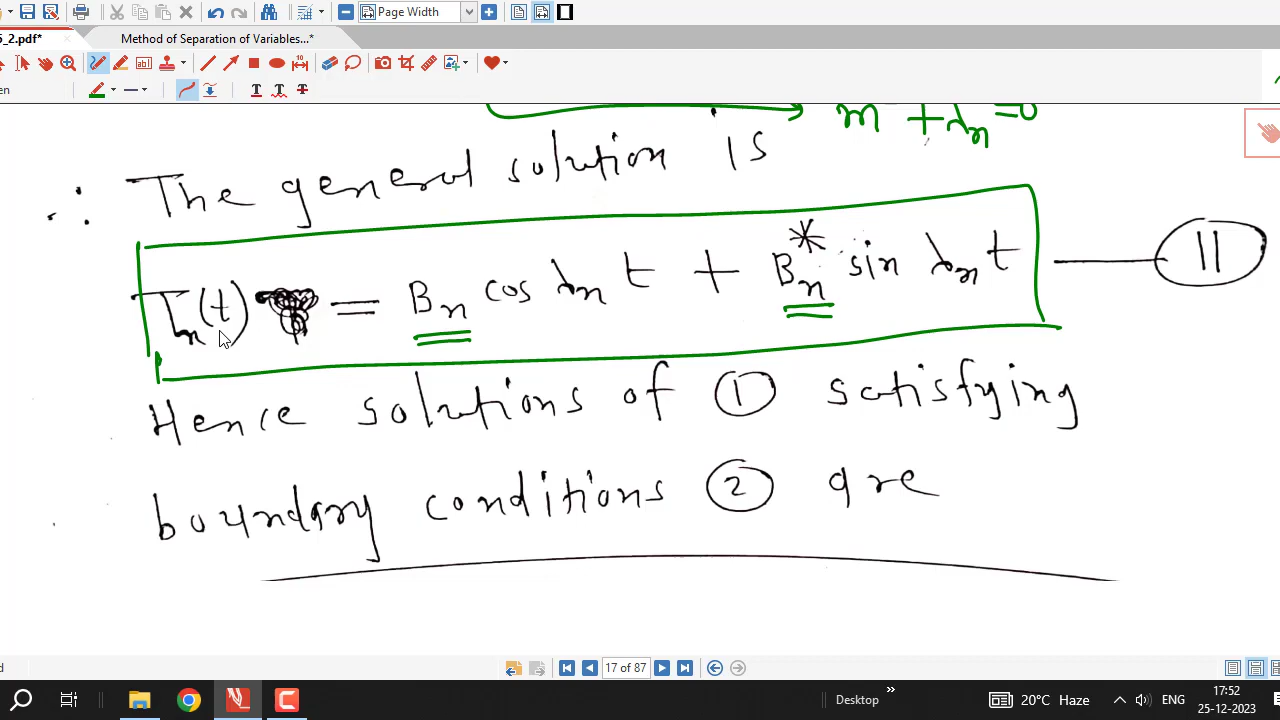 Page Width
5_2.pdf*
Method of Separation of Variables...*
m + λn =0
∴ The general solution is
Tn(t) = Bn cos λn t + Bn* sin λn t — 11
Hence solutions of 1 satisfying
boundary conditions 2 are
17 of 87
Desktop
»
20°C Haze
ENG
17:52
25-12-2023